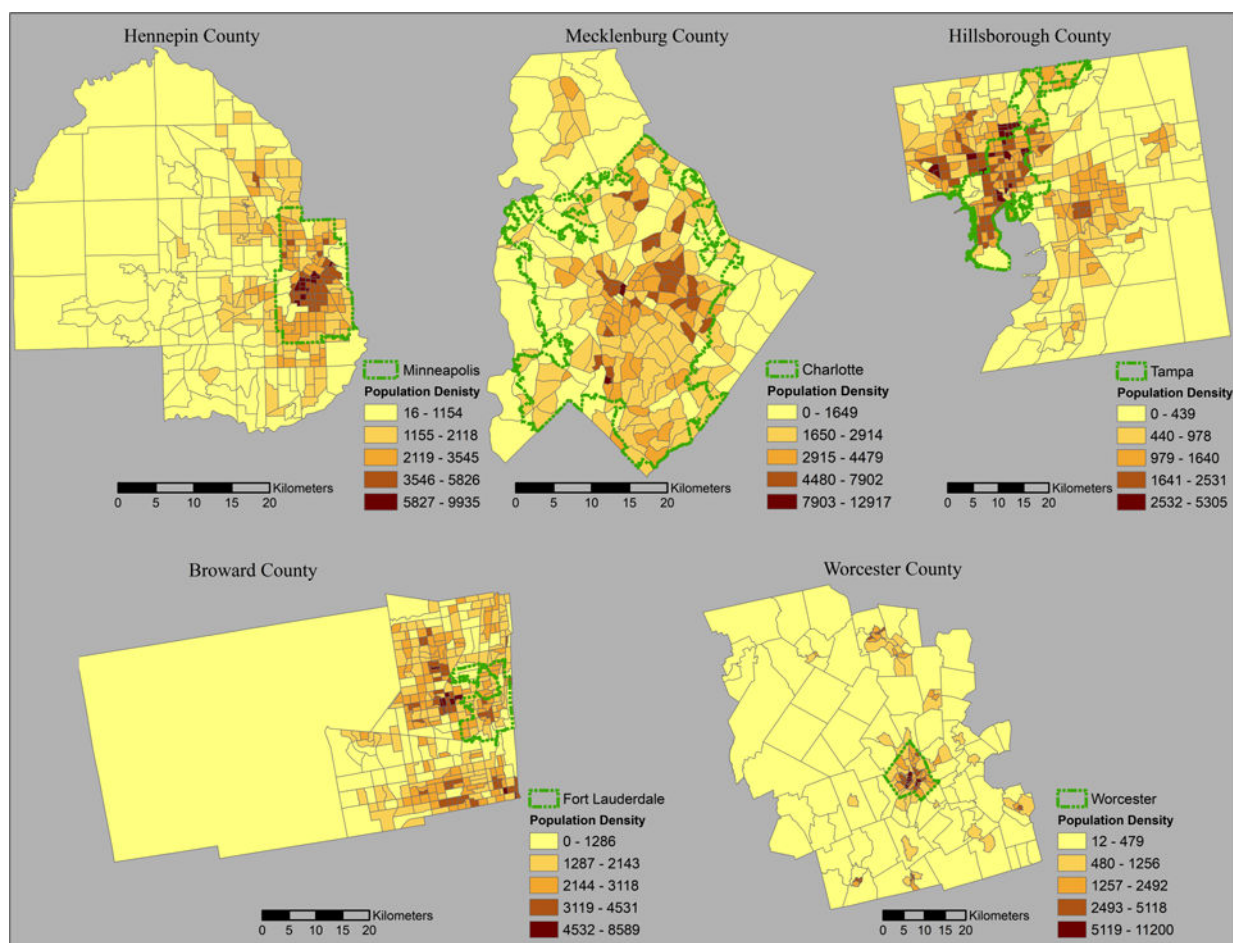 Hennepin County
Mecklenburg County
Hillsborough County
Minneapolis
Population Denisty
16 - 1154
1155 - 2118
2119 - 3545
3546 - 5826
5827 - 9935
Kilometers
0 5 10 15 20
Charlotte
Population Density
0 - 1649
1650 - 2914
2915 - 4479
4480 - 7902
7903 - 12917
Kilometers
0 5 10 15 20
Tampa
Population Density
0 - 439
440 - 978
979 - 1640
1641 - 2531
2532 - 5305
Kilometers
0 5 10 15 20
Broward County
Worcester County
Fort Lauderdale
Population Density
0 - 1286
1287 - 2143
2144 - 3118
3119 - 4531
4532 - 8589
Kilometers
0 5 10 15 20
Worcester
Population Density
12 - 479
480 - 1256
1257 - 2492
2493 - 5118
5119 - 11200
Kilometers
0 5 10 15 20